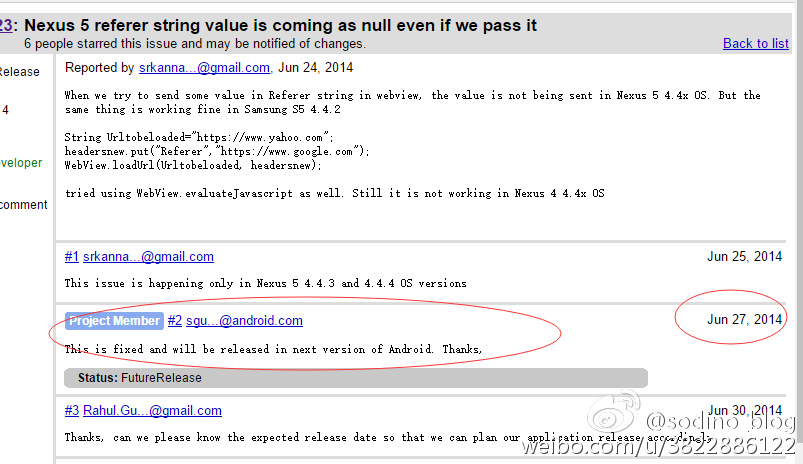 23: Nexus 5 referer string value is coming as null even if we pass it
6 people starred this issue and may be notified of changes.
Back to list
Release
4
veloper
comment
Reported by srkanna...@gmail.com, Jun 24, 2014
When we try to send some value in Referer string in webview, the value is not being sent in Nexus 5 4.4x OS. But the
same thing is working fine in Samsung S5 4.4.2
String Urltobeloaded="https://www.yahoo.com";
headersnew.put("Referer","https://www.google.com");
WebView.loadUrl(Urltobeloaded, headersnew);
tried using WebView.evaluateJavascript as well. Still it is not working in Nexus 4 4.4x OS
#1 srkanna...@gmail.com
Jun 25, 2014
This issue is happening only in Nexus 5 4.4.3 and 4.4.4 OS versions
Project Member #2 sgu...@android.com
Jun 27, 2014
This is fixed and will be released in next version of Android. Thanks,
Status: FutureRelease
#3 Rahul.Gu...@gmail.com
Jun 30, 2014
Thanks, can we please know the expected release date so that we can plan our application release accordingly
@sodino_blog
weibo.com/u/3822886122